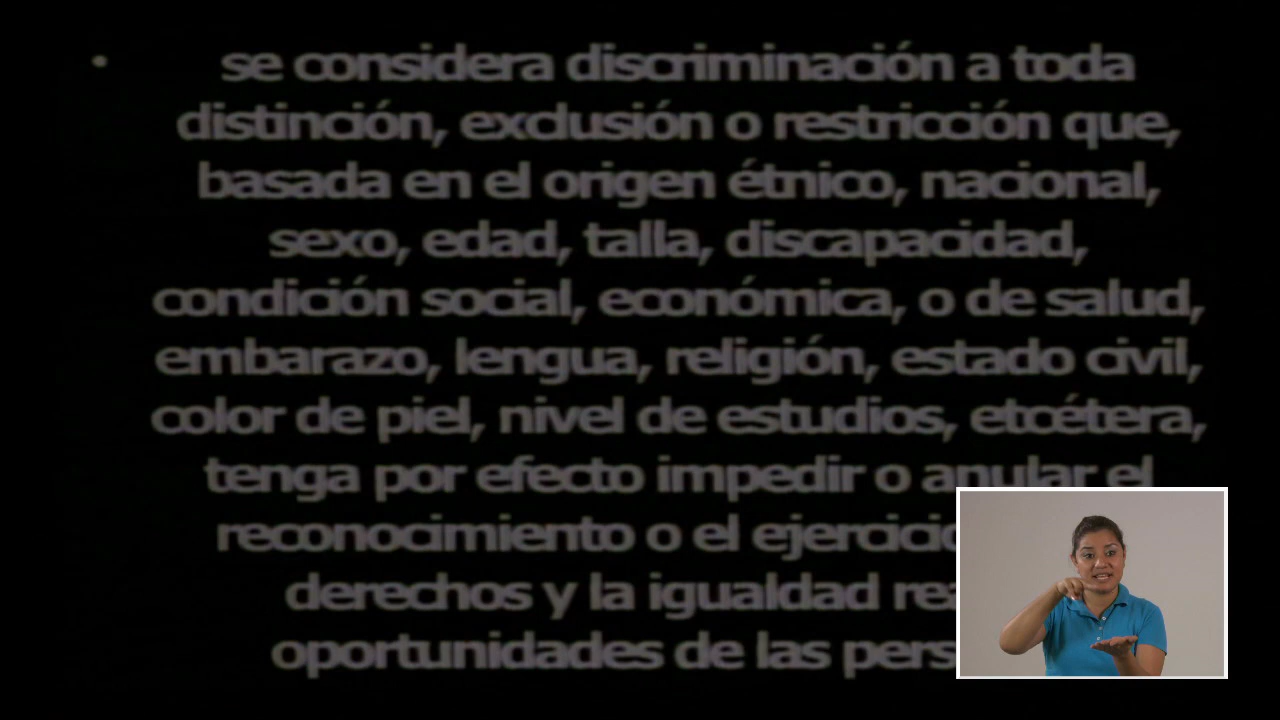 • se considera discriminación a toda
distinción, exclusión o restricción que,
basada en el origen étnico, nacional,
sexo, edad, talla, discapacidad,
condición social, económica, o de salud,
embarazo, lengua, religión, estado civil,
color de piel, nivel de estudios, etcétera,
tenga por efecto impedir o anular el
reconocimiento o el
derechos y la igualdad
oportunidades de las